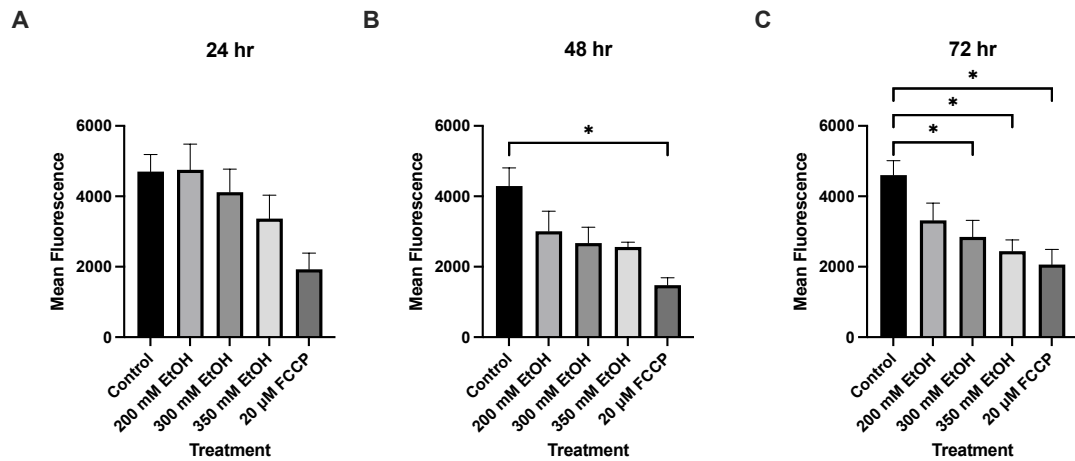 A
24 hr
Mean Fluorescence
6000
4000
2000
0
Control
200 mM EtOH
300 mM EtOH
350 mM EtOH
20 µM FCCP
Treatment
B
48 hr
Mean Fluorescence
6000
4000
2000
0
*
Control
200 mM EtOH
300 mM EtOH
350 mM EtOH
20 µM FCCP
Treatment
C
72 hr
Mean Fluorescence
6000
4000
2000
0
*
*
*
Control
200 mM EtOH
300 mM EtOH
350 mM EtOH
20 µM FCCP
Treatment